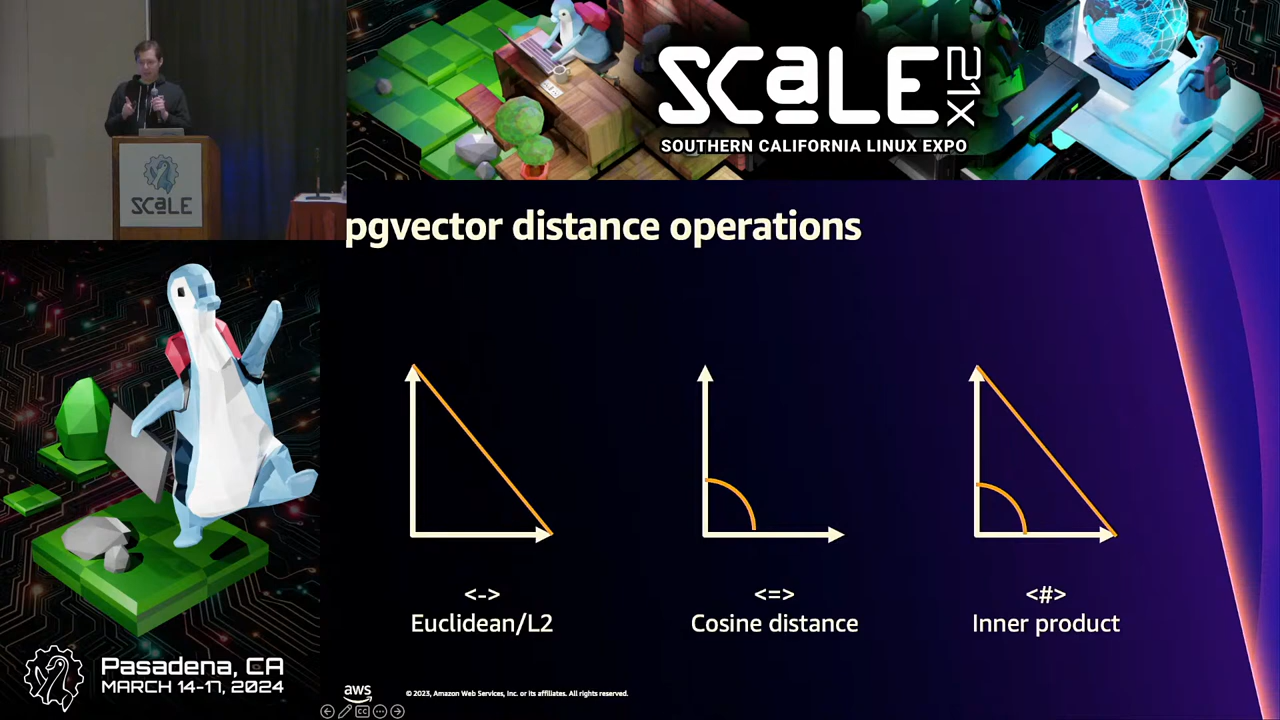 SCaLE 21X
SOUTHERN CALIFORNIA LINUX EXPO
SCaLE
pgvector distance operations
<->
Euclidean/L2
<=>
Cosine distance
<#>
Inner product
Pasadena, CA
MARCH 14-17, 2024
aws
© 2023, Amazon Web Services, Inc. or its affiliates. All rights reserved.
CC